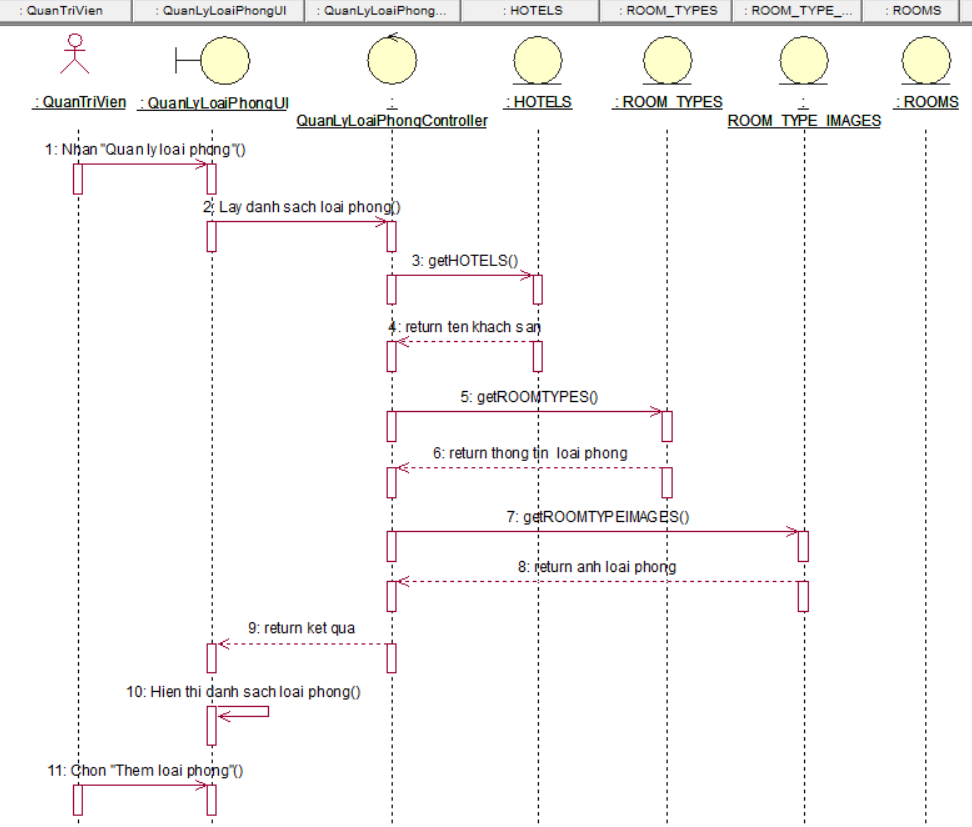 : QuanTriVien : QuanLyLoaiPhongUI : QuanLyLoaiPhong... : HOTELS : ROOM_TYPES : ROOM_TYPE_... : ROOMS
: QuanTriVien : QuanLyLoaiPhongUI : QuanLyLoaiPhongController : HOTELS : ROOM_TYPES : ROOM_TYPE_IMAGES : ROOMS
1: Nhan "Quan ly loai phong"()
2: Lay danh sach loai phong()
3: getHOTELS()
4: return ten khach san
5: getROOMTYPES()
6: return thong tin loai phong
7: getROOMTYPEIMAGES()
8: return anh loai phong
9: return ket qua
10: Hien thi danh sach loai phong()
11: Chon "Them loai phong"()